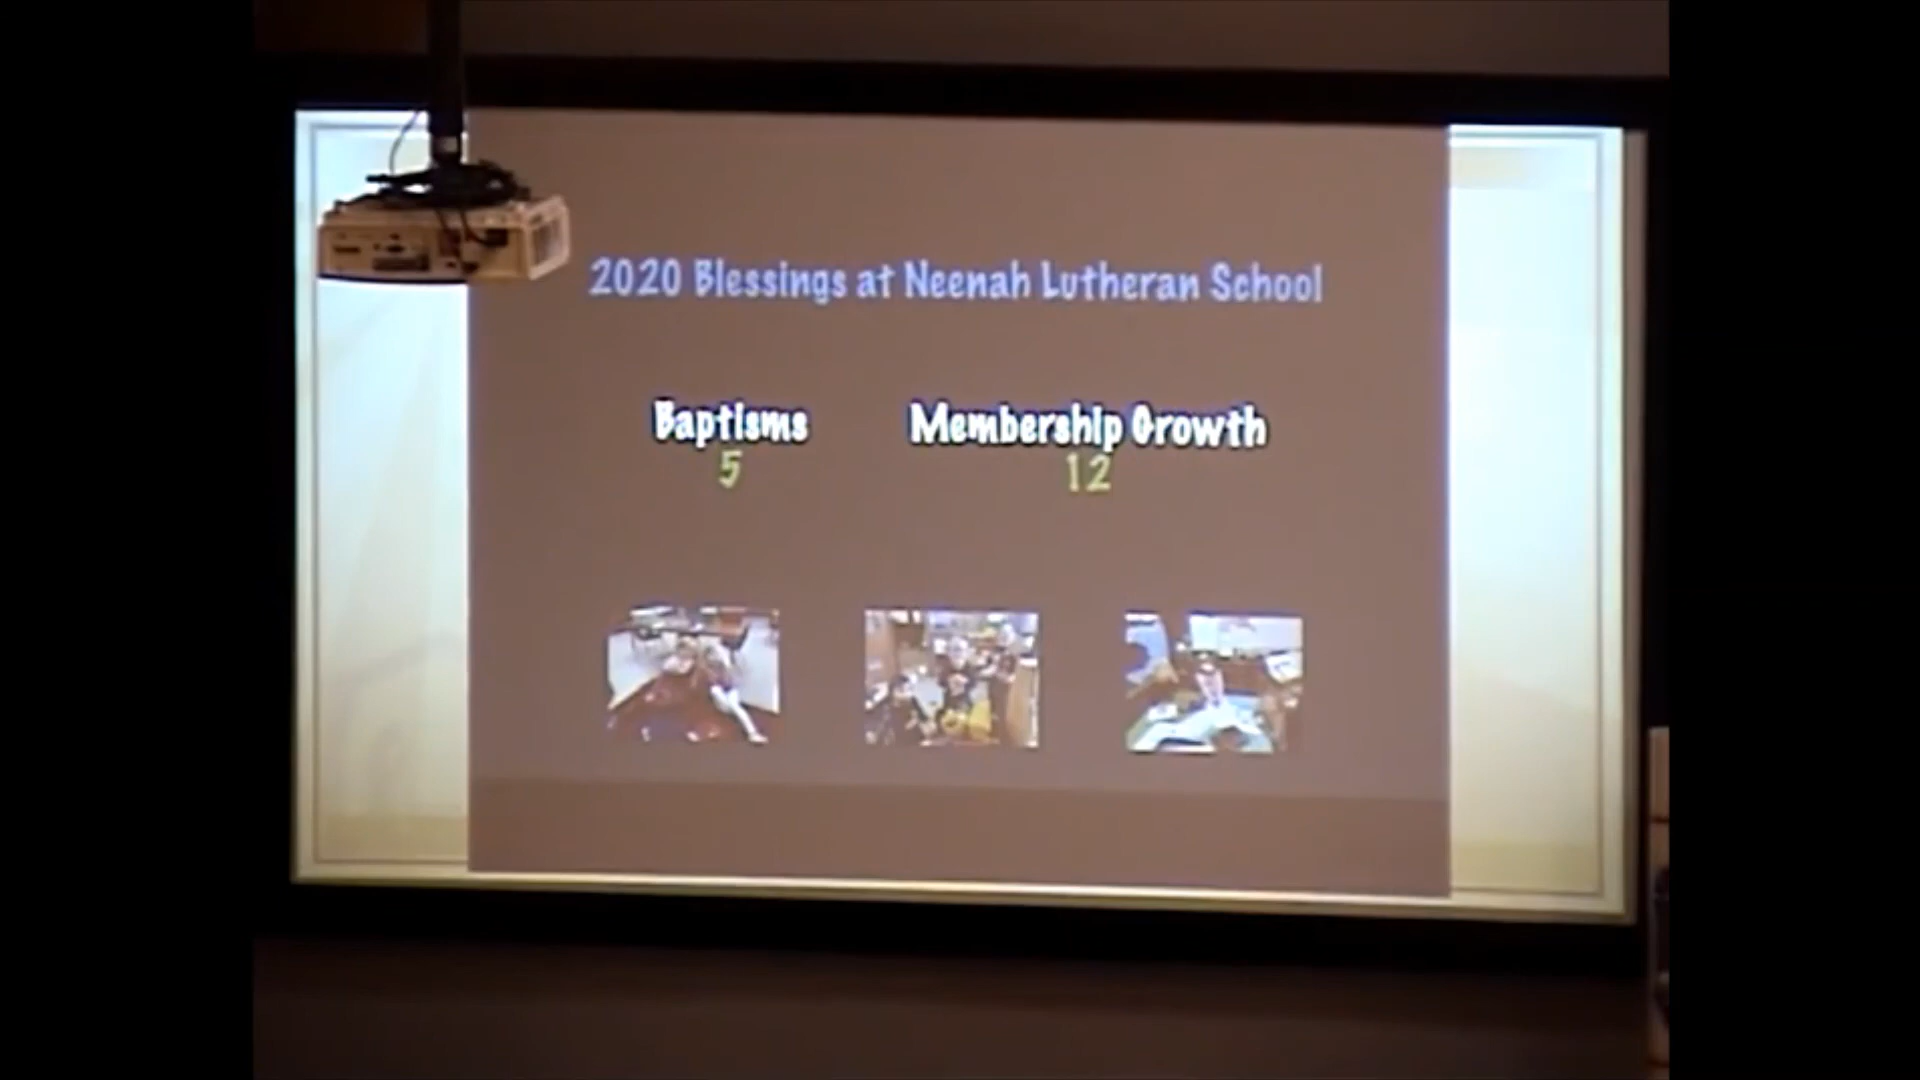 2020 Blessings at Neenah Lutheran School
Baptisms
5
Membership Growth
12